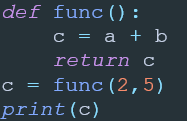 def func():
    c = a + b
    return c
c = func(2,5)
print(c)